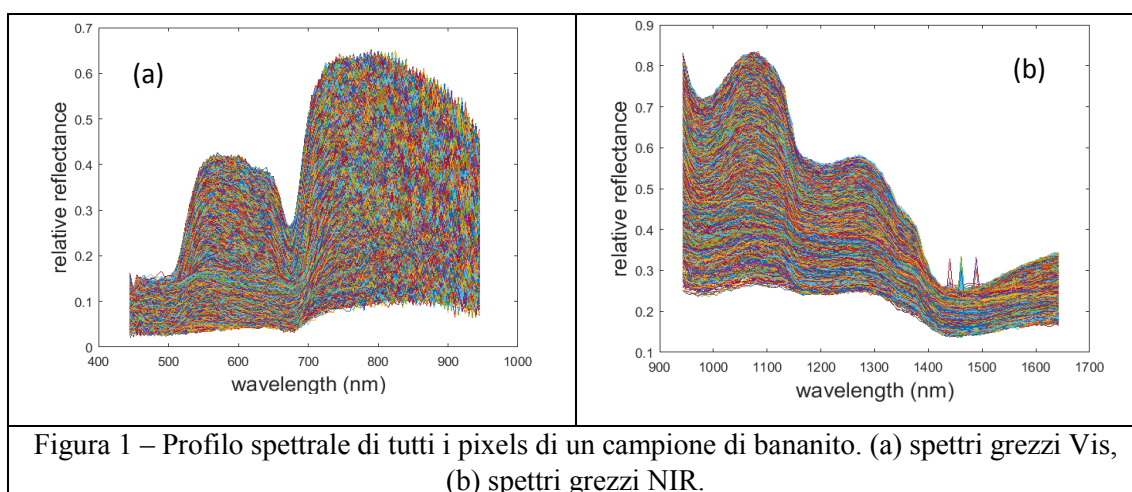 (a)
relative reflectance
0.7
0.6
0.5
0.4
0.3
0.2
0.1
0
400 500 600 700 800 900 1000
wavelength (nm)
(b)
relative reflectance
0.9
0.8
0.7
0.6
0.5
0.4
0.3
0.2
0.1
900 1000 1100 1200 1300 1400 1500 1600 1700
wavelength (nm)
Figura 1 – Profilo spettrale di tutti i pixels di un campione di bananito. (a) spettri grezzi Vis,
(b) spettri grezzi NIR.